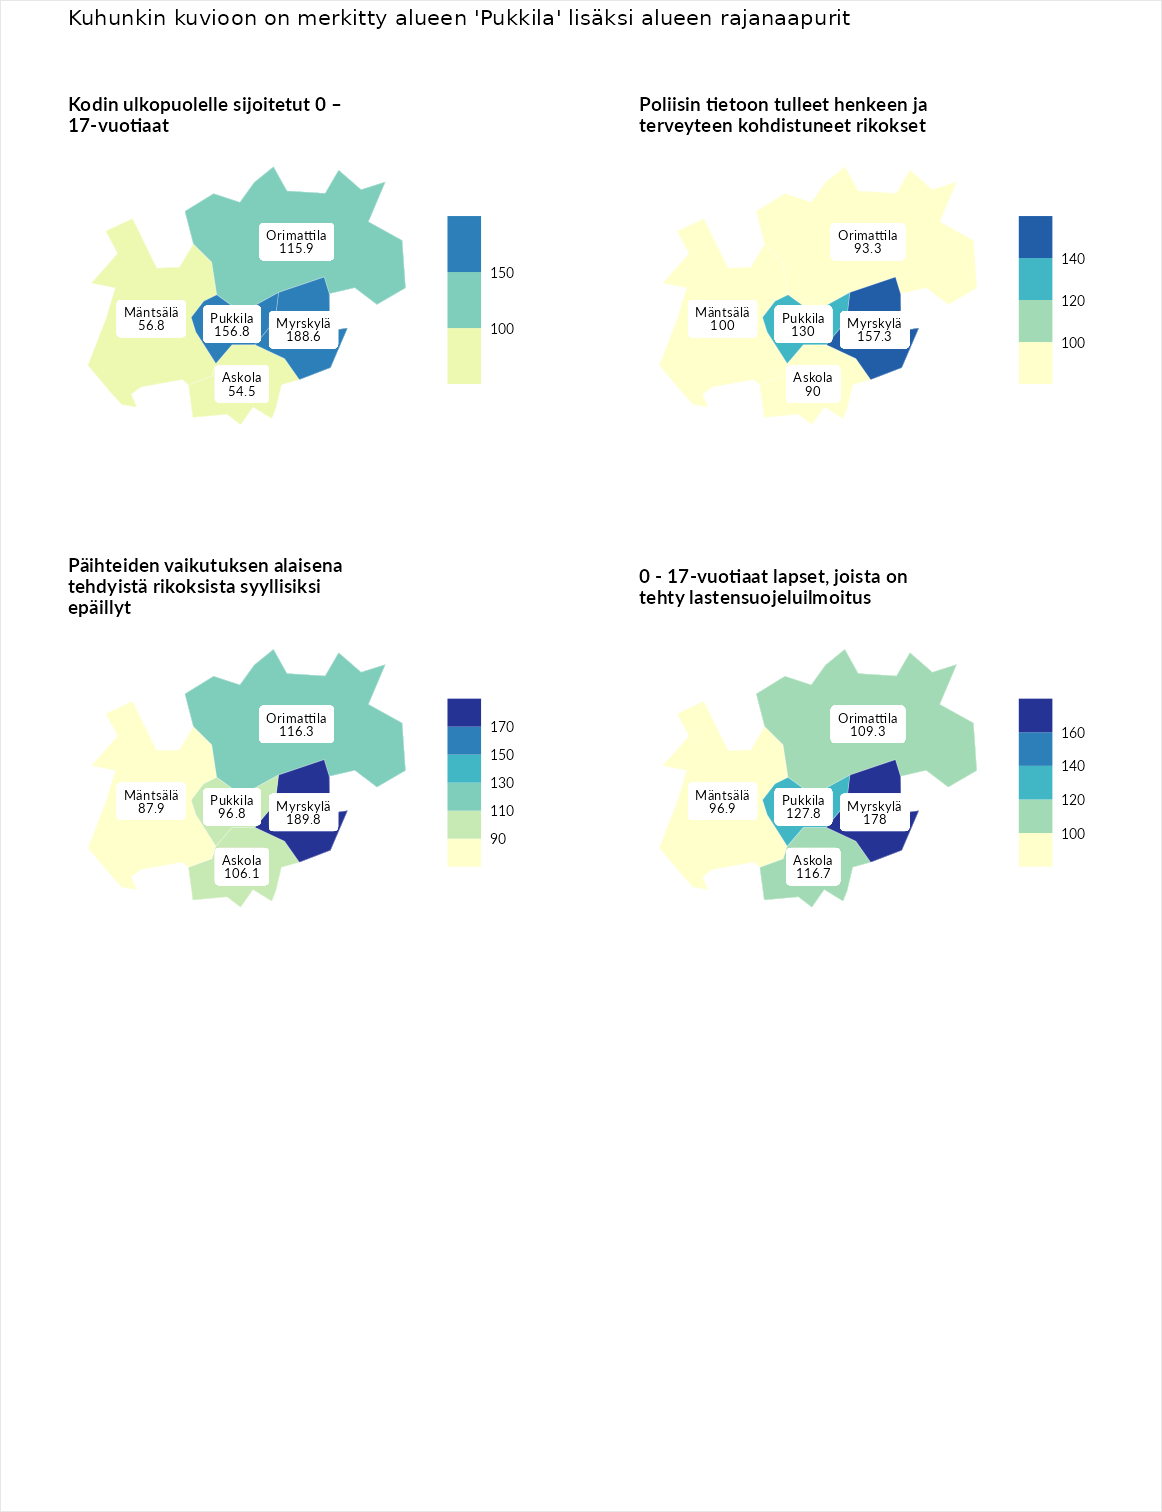 Kuhunkin kuvioon on merkitty alueen 'Pukkila' lisäksi alueen rajanaapurit
Kodin ulkopuolelle sijoitetut 0 –
17-vuotiaat
Orimattila
115.9
Mäntsälä
56.8
Pukkila
156.8
Myrskylä
188.6
Askola
54.5
150
100
Poliisin tietoon tulleet henkeen ja
terveyteen kohdistuneet rikokset
Orimattila
93.3
Mäntsälä
100
Pukkila
130
Myrskylä
157.3
Askola
90
140
120
100
Päihteiden vaikutuksen alaisena
tehdyistä rikoksista syyllisiksi
epäillyt
Orimattila
116.3
Mäntsälä
87.9
Pukkila
96.8
Myrskylä
189.8
Askola
106.1
170
150
130
110
90
0 - 17-vuotiaat lapset, joista on
tehty lastensuojeluilmoitus
Orimattila
109.3
Mäntsälä
96.9
Pukkila
127.8
Myrskylä
178
Askola
116.7
160
140
120
100